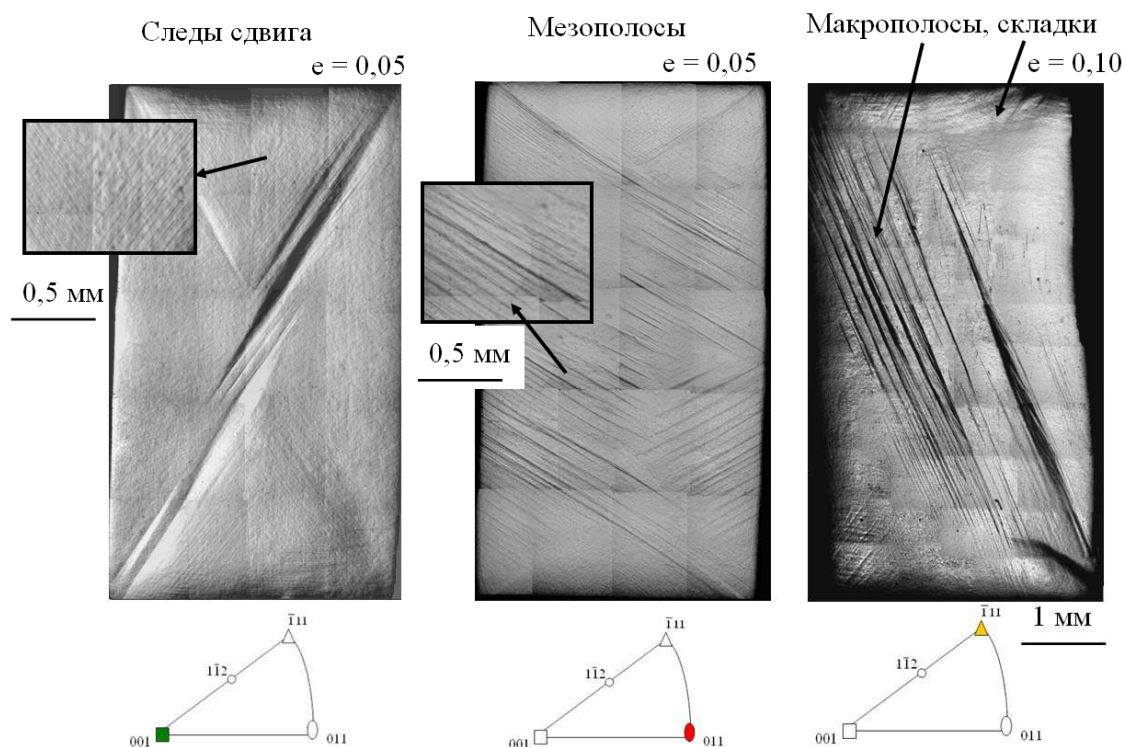 Следы сдвига
e = 0,05
0,5 мм
Мезополосы
e = 0,05
0,5 мм
Макрополосы, складки
e = 0,10
1 мм
1̅11
11̅2
001
011
1̅11
11̅2
001
011
1̅11
11̅2
001
011